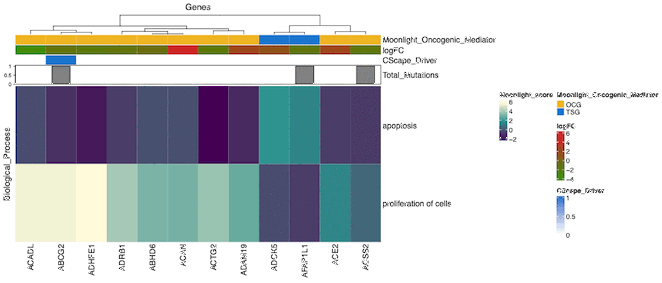 Genes
Moonlight_Oncogenic_Mediator
logFC
CScape_Driver
Total_Mutations
1
0.5
0
Biological_Process
apoptosis
proliferation of cells
ACADL
ABCG2
ADHFE1
ADRB1
ABHD6
ACAN
ACTG2
ADAM19
ADCK5
AFAP1L1
ACE2
ACSS2
Moonlight_score
6
4
2
0
−2
Moonlight_Oncogenic_Mediator
OCG
TSG
logFC
6
4
2
0
−2
−4
CScape_Driver
1
0.5
0